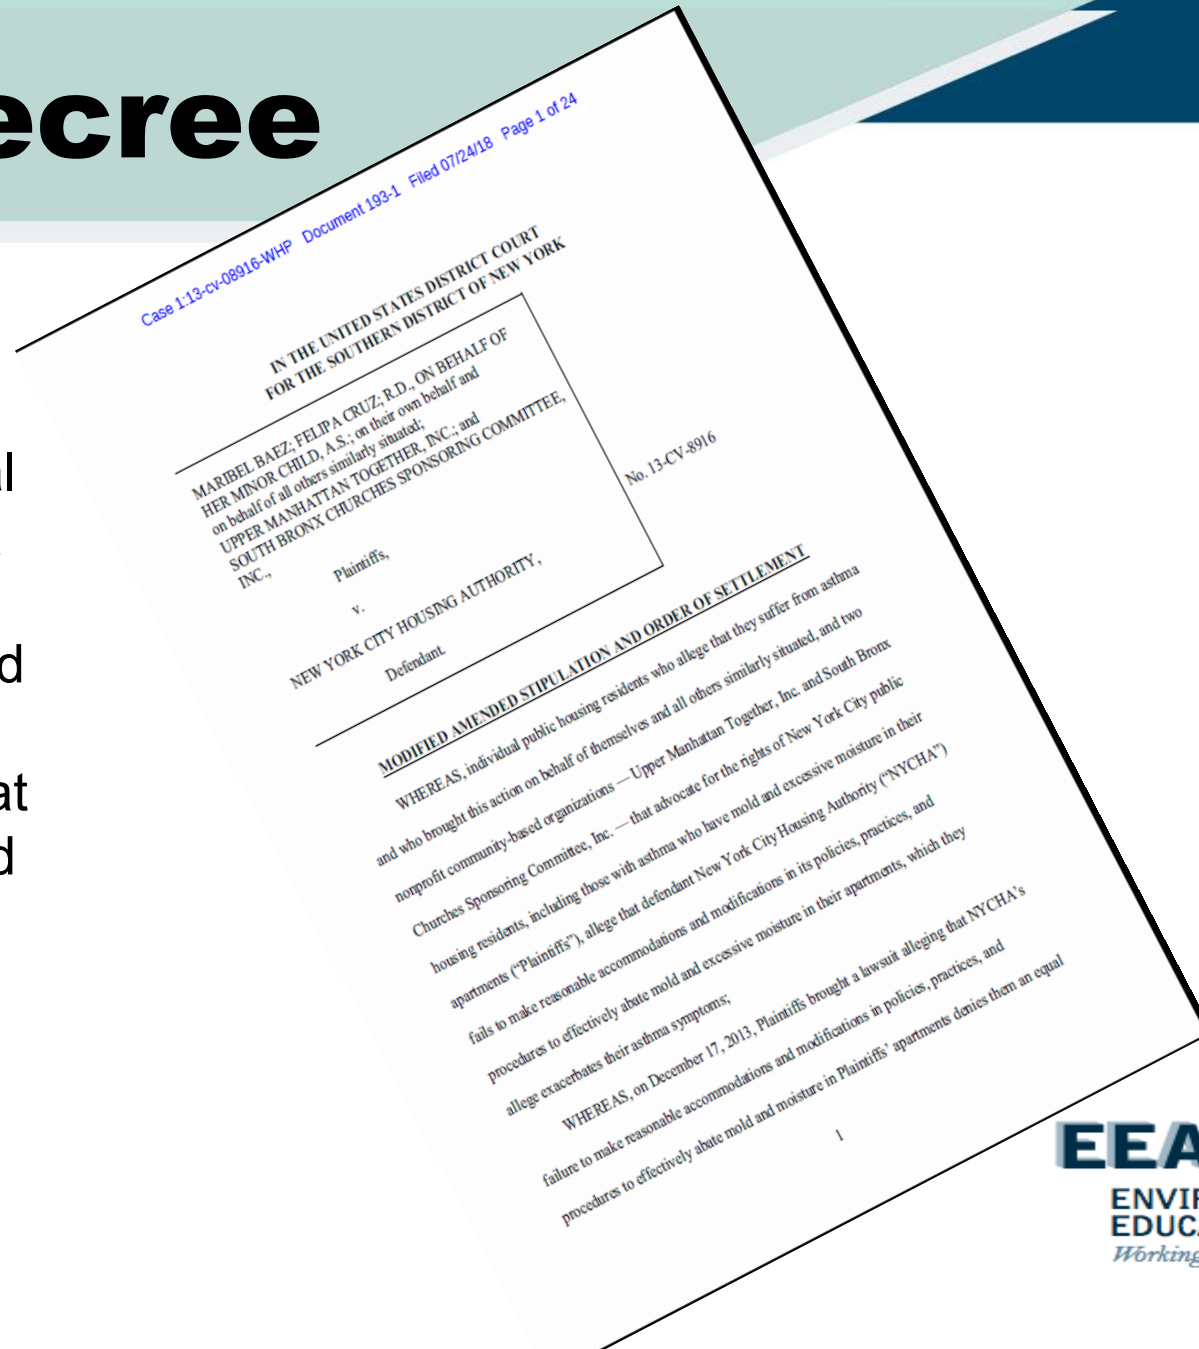 ecree
al
d
at
d
Case 1:13-cv-08916-WHP Document 193-1 Filed 07/24/18 Page 1 of 24
IN THE UNITED STATES DISTRICT COURT
FOR THE SOUTHERN DISTRICT OF NEW YORK
MARIBEL BAEZ; FELIPA CRUZ; R.D., ON BEHALF OF
HER MINOR CHILD, A.S.; on their own behalf and
on behalf of all others similarly situated;
UPPER MANHATTAN TOGETHER, INC.; and
SOUTH BRONX CHURCHES SPONSORING COMMITTEE,
INC.,
Plaintiffs,
v.
NEW YORK CITY HOUSING AUTHORITY,
Defendant.
No. 13-CV-8916
MODIFIED AMENDED STIPULATION AND ORDER OF SETTLEMENT
WHEREAS, individual public housing residents who allege that they suffer from asthma
and who brought this action on behalf of themselves and all others similarly situated, and two
nonprofit community-based organizations — Upper Manhattan Together, Inc. and South Bronx
Churches Sponsoring Committee, Inc. — that advocate for the rights of New York City public
housing residents, including those with asthma who have mold and excessive moisture in their
apartments (“Plaintiffs”), allege that defendant New York City Housing Authority (“NYCHA”)
fails to make reasonable accommodations and modifications in its policies, practices, and
procedures to effectively abate mold and excessive moisture in their apartments, which they
allege exacerbates their asthma symptoms;
WHEREAS, on December 17, 2013, Plaintiffs brought a lawsuit alleging that NYCHA’s
failure to make reasonable accommodations and modifications in policies, practices, and
procedures to effectively abate mold and moisture in Plaintiffs’ apartments denies them an equal
1
EEA
ENVIR
EDUCA
Working